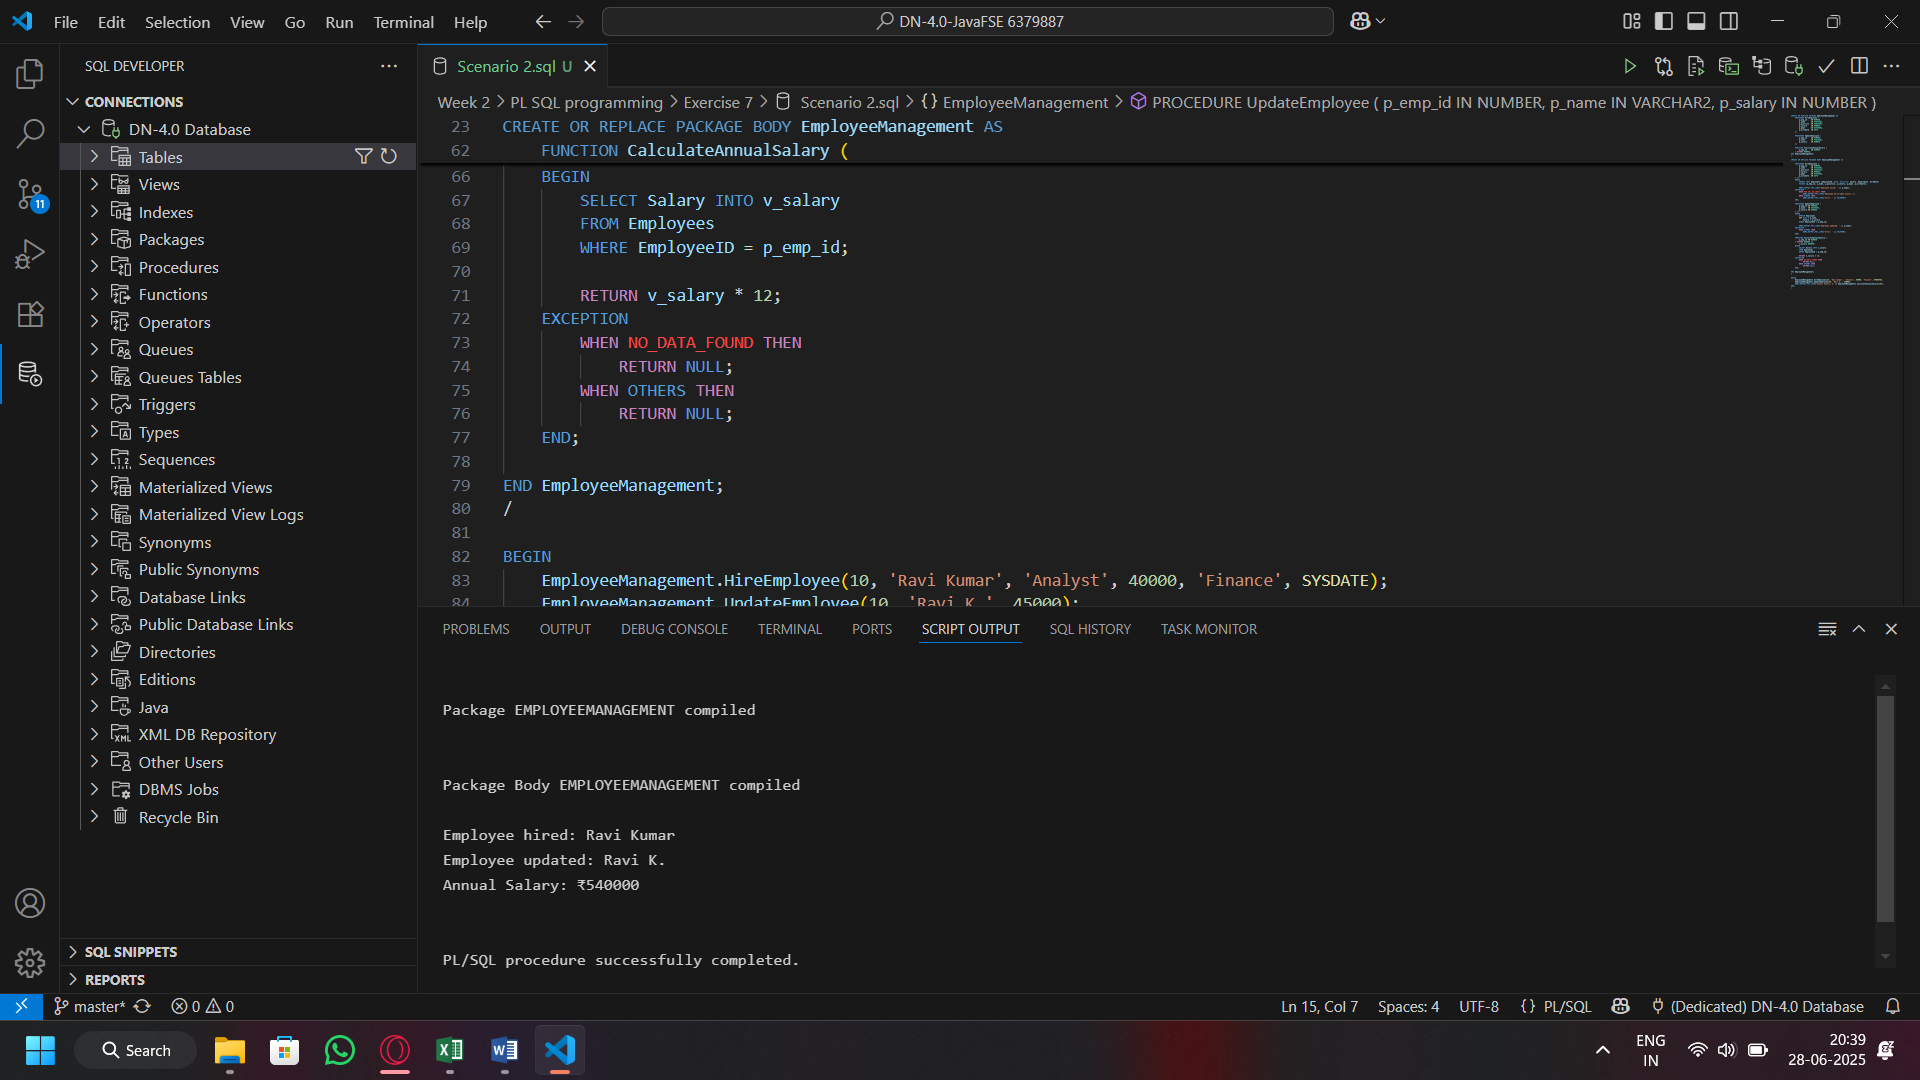 File Edit Selection View Go Run Terminal Help
DN-4.0-JavaFSE 6379887
SQL DEVELOPER
CONNECTIONS
DN-4.0 Database
Tables
Views
Indexes
Packages
Procedures
Functions
Operators
Queues
Queues Tables
Triggers
Types
Sequences
Materialized Views
Materialized View Logs
Synonyms
Public Synonyms
Database Links
Public Database Links
Directories
Editions
Java
XML DB Repository
Other Users
DBMS Jobs
Recycle Bin
SQL SNIPPETS
REPORTS
11
Scenario 2.sql U
Week 2 > PL SQL programming > Exercise 7 > Scenario 2.sql > {} EmployeeManagement > PROCEDURE UpdateEmployee ( p_emp_id IN NUMBER, p_name IN VARCHAR2, p_salary IN NUMBER )
23 CREATE OR REPLACE PACKAGE BODY EmployeeManagement AS
62 FUNCTION CalculateAnnualSalary (
66 BEGIN
67 SELECT Salary INTO v_salary
68 FROM Employees
69 WHERE EmployeeID = p_emp_id;
70
71 RETURN v_salary * 12;
72 EXCEPTION
73 WHEN NO_DATA_FOUND THEN
74 RETURN NULL;
75 WHEN OTHERS THEN
76 RETURN NULL;
77 END;
78
79 END EmployeeManagement;
80 /
81
82 BEGIN
83 EmployeeManagement.HireEmployee(10, 'Ravi Kumar', 'Analyst', 40000, 'Finance', SYSDATE);
84 EmployeeManagement.UpdateEmployee(10, 'Ravi K.', 45000);
PROBLEMS OUTPUT DEBUG CONSOLE TERMINAL PORTS SCRIPT OUTPUT SQL HISTORY TASK MONITOR
Package EMPLOYEEMANAGEMENT compiled
Package Body EMPLOYEEMANAGEMENT compiled
Employee hired: Ravi Kumar
Employee updated: Ravi K.
Annual Salary: ₹540000
PL/SQL procedure successfully completed.
master* 0 0
Ln 15, Col 7 Spaces: 4 UTF-8 {} PL/SQL (Dedicated) DN-4.0 Database
Search
ENG
IN
20:39
28-06-2025